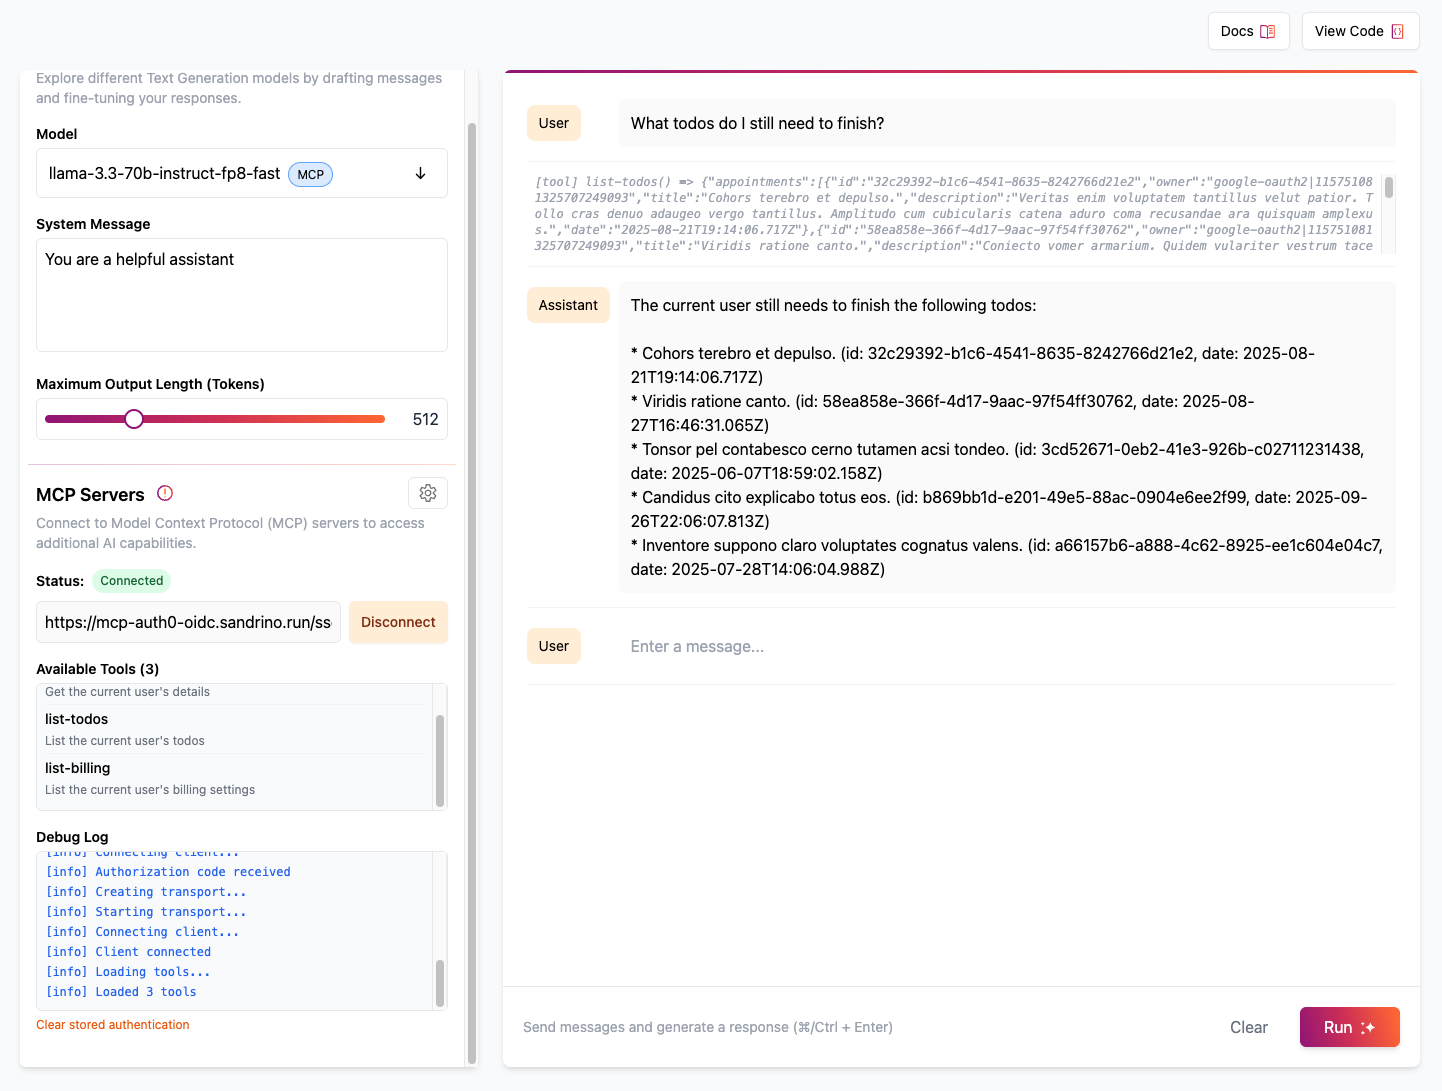 Docs
View Code
Explore different Text Generation models by drafting messages
and fine-tuning your responses.
Model
llama-3.3-70b-instruct-fp8-fast MCP
System Message
You are a helpful assistant
Maximum Output Length (Tokens)
512
MCP Servers
Connect to Model Context Protocol (MCP) servers to access
additional AI capabilities.
Status: Connected
https://mcp-auth0-oidc.sandrino.run/ss
Disconnect
Available Tools (3)
Get the current user's details
list-todos
List the current user's todos
list-billing
List the current user's billing settings
Debug Log
[info] Connecting client...
[info] Authorization code received
[info] Creating transport...
[info] Starting transport...
[info] Connecting client...
[info] Client connected
[info] Loading tools...
[info] Loaded 3 tools
Clear stored authentication
User
What todos do I still need to finish?
[tool] list-todos() => {"appointments":[{"id":"32c29392-b1c6-4541-8635-8242766d21e2","owner":"google-oauth2|11575108
1325707249093","title":"Cohors terebro et depulso.","description":"Veritas enim voluptatem tantillus velut patior. T
ollo cras denuo adaugeo vergo tantillus. Amplitudo cum cubicularis catena aduro coma recusandae ara quisquam amplexu
s.","date":"2025-08-21T19:14:06.717Z"},{"id":"58ea858e-366f-4d17-9aac-97f54ff30762","owner":"google-oauth2|115751081
325707249093","title":"Viridis ratione canto.","description":"Coniecto vomer armarium. Quidem vulariter vestrum tace
Assistant
The current user still needs to finish the following todos:
* Cohors terebro et depulso. (id: 32c29392-b1c6-4541-8635-8242766d21e2, date: 2025-08-
21T19:14:06.717Z)
* Viridis ratione canto. (id: 58ea858e-366f-4d17-9aac-97f54ff30762, date: 2025-08-
27T16:46:31.065Z)
* Tonsor pel contabesco cerno tutamen acsi tondeo. (id: 3cd52671-0eb2-41e3-926b-c02711231438,
date: 2025-06-07T18:59:02.158Z)
* Candidus cito explicabo totus eos. (id: b869bb1d-e201-49e5-88ac-0904e6ee2f99, date: 2025-09-
26T22:06:07.813Z)
* Inventore suppono claro voluptates cognatus valens. (id: a66157b6-a888-4c62-8925-ee1c604e04c7,
date: 2025-07-28T14:06:04.988Z)
User
Enter a message...
Send messages and generate a response (⌘/Ctrl + Enter)
Clear
Run